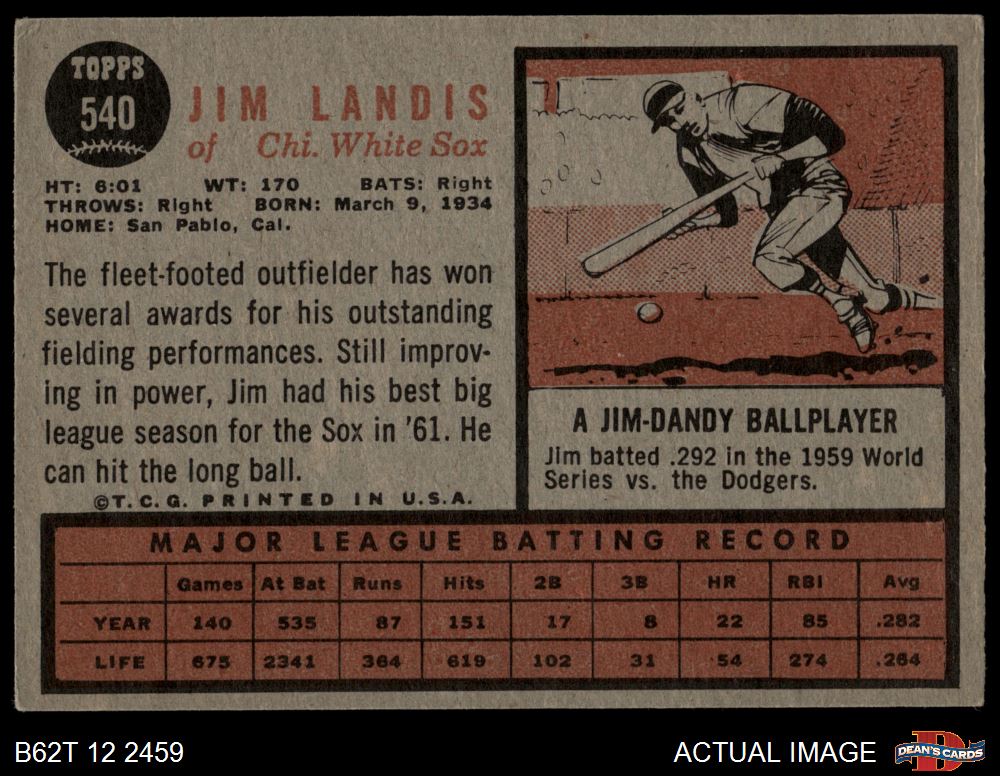 TOPPS
540
JIM LANDIS
of Chi. White Sox
HT: 6:01 WT: 170 BATS: Right
THROWS: Right BORN: March 9, 1934
HOME: San Pablo, Cal.
The fleet-footed outfielder has won
several awards for his outstanding
fielding performances. Still improv-
ing in power, Jim had his best big
league season for the Sox in '61. He
can hit the long ball.
©T.C.G. PRINTED IN U.S.A.
A JIM-DANDY BALLPLAYER
Jim batted .292 in the 1959 World
Series vs. the Dodgers.
MAJOR LEAGUE BATTING RECORD
Games At Bat Runs Hits 2B 3B HR RBI Avg
YEAR 140 535 87 151 17 8 22 85 .282
LIFE 675 2341 364 619 102 31 54 274 .264
B62T 12 2459
ACTUAL IMAGE
D
DEAN'S CARDS